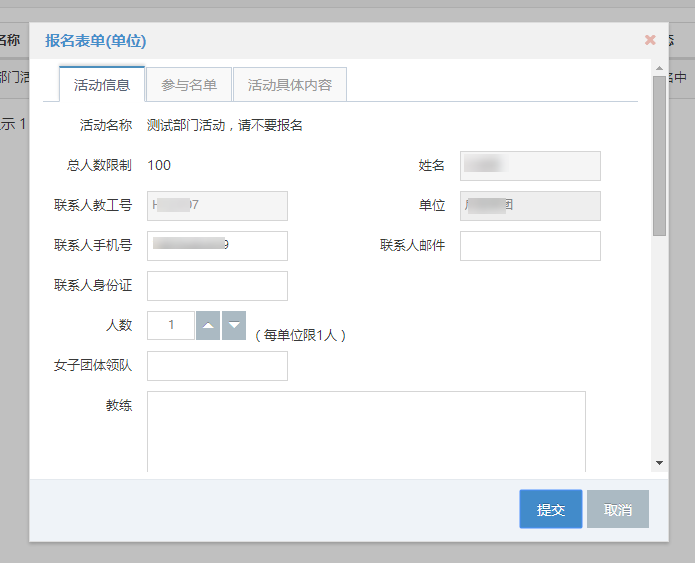 名称
报名表单(单位)
态
部门活
名中
示 1
活动信息 参与名单 活动具体内容
活动名称 测试部门活动，请不要报名
总人数限制 100 姓名
联系人教工号 H 07 单位 团
联系人手机号 9 联系人邮件
联系人身份证
人数 1 （每单位限1人）
女子团体领队
教练
提交 取消